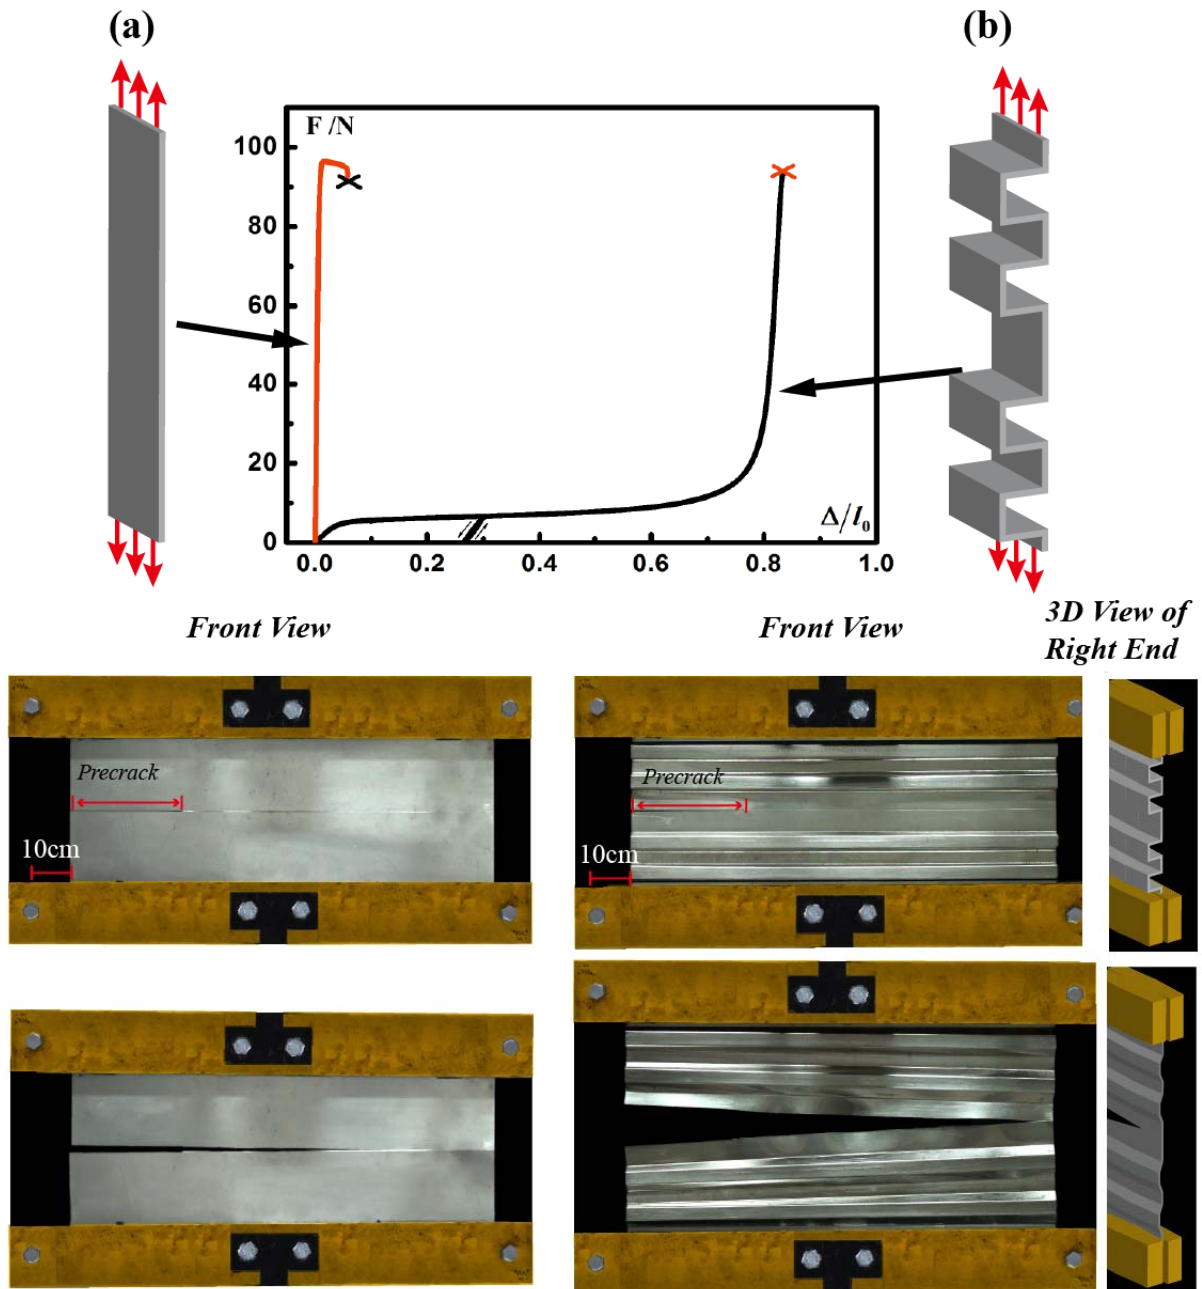 (a)
(b)
F /N
100
80
60
40
20
0
Δ/l₀
0.0 0.2 0.4 0.6 0.8 1.0
Front View
Front View
3D View of
Right End
Precrack
10cm
Precrack
10cm